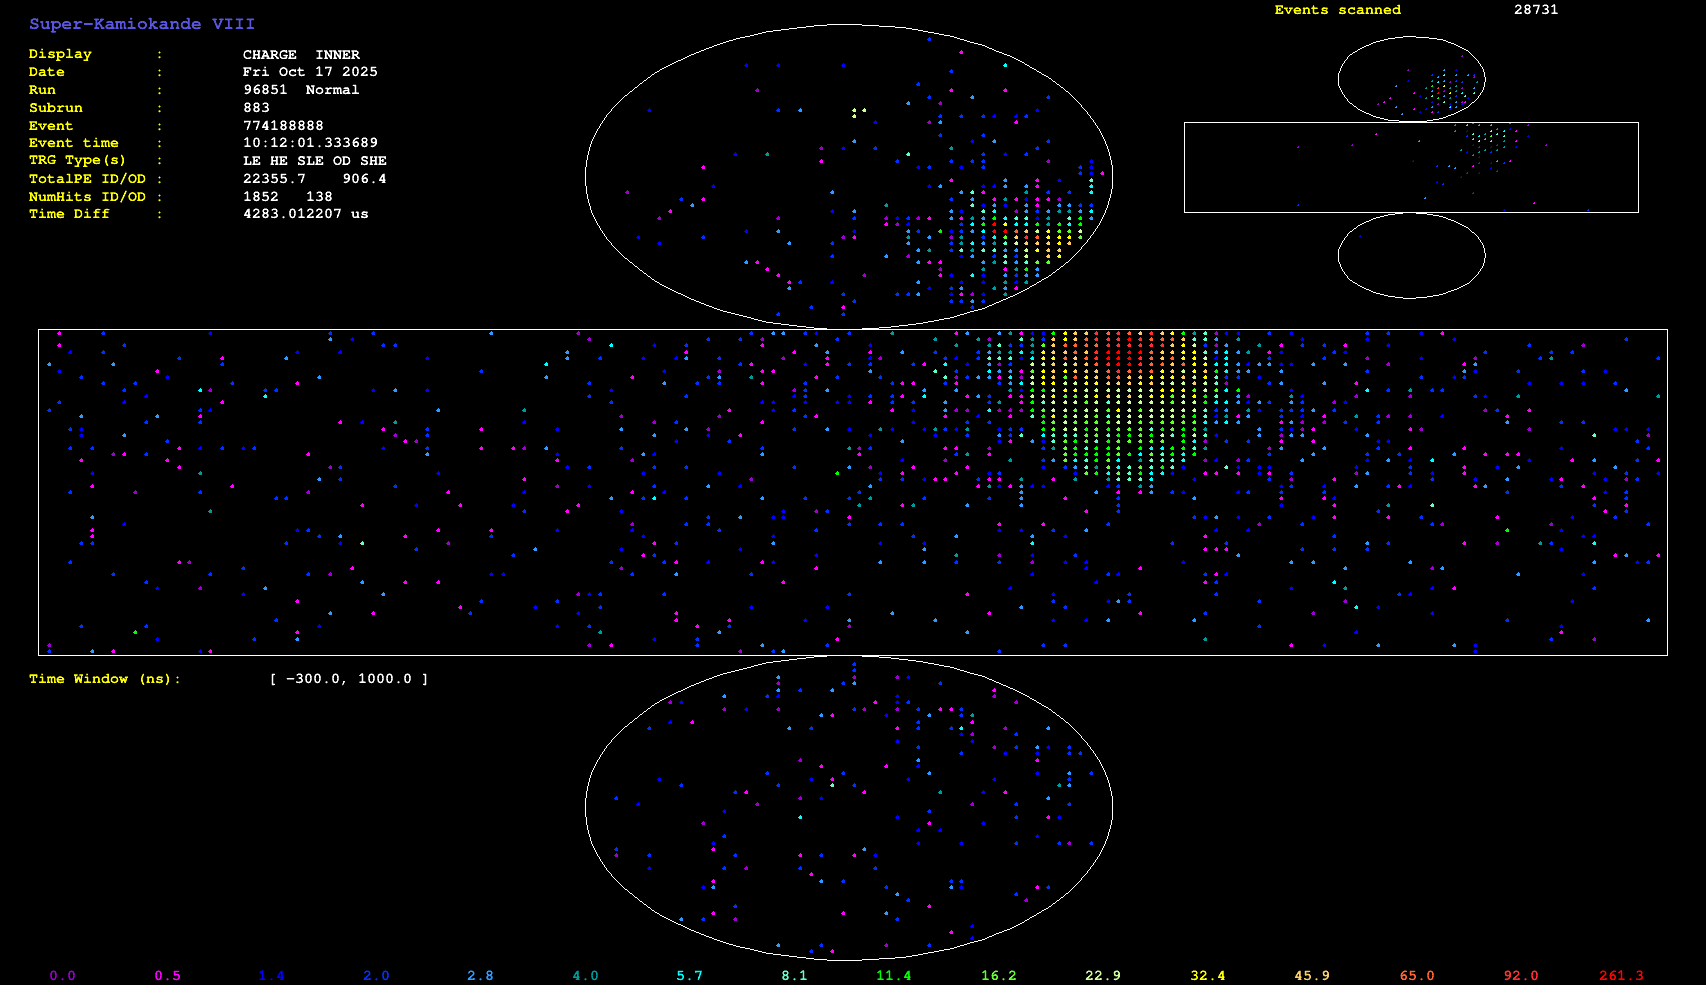 Super-Kamiokande VIII
Events scanned 28731
Display : CHARGE INNER
Date : Fri Oct 17 2025
Run : 96851 Normal
Subrun : 883
Event : 774188888
Event time : 10:12:01.333689
TRG Type(s) : LE HE SLE OD SHE
TotalPE ID/OD : 22355.7 906.4
NumHits ID/OD : 1852 138
Time Diff : 4283.012207 us
Time Window (ns): [ -300.0, 1000.0 ]
0.0 0.5 1.4 2.0 2.8 4.0 5.7 8.1 11.4 16.2 22.9 32.4 45.9 65.0 92.0 261.3